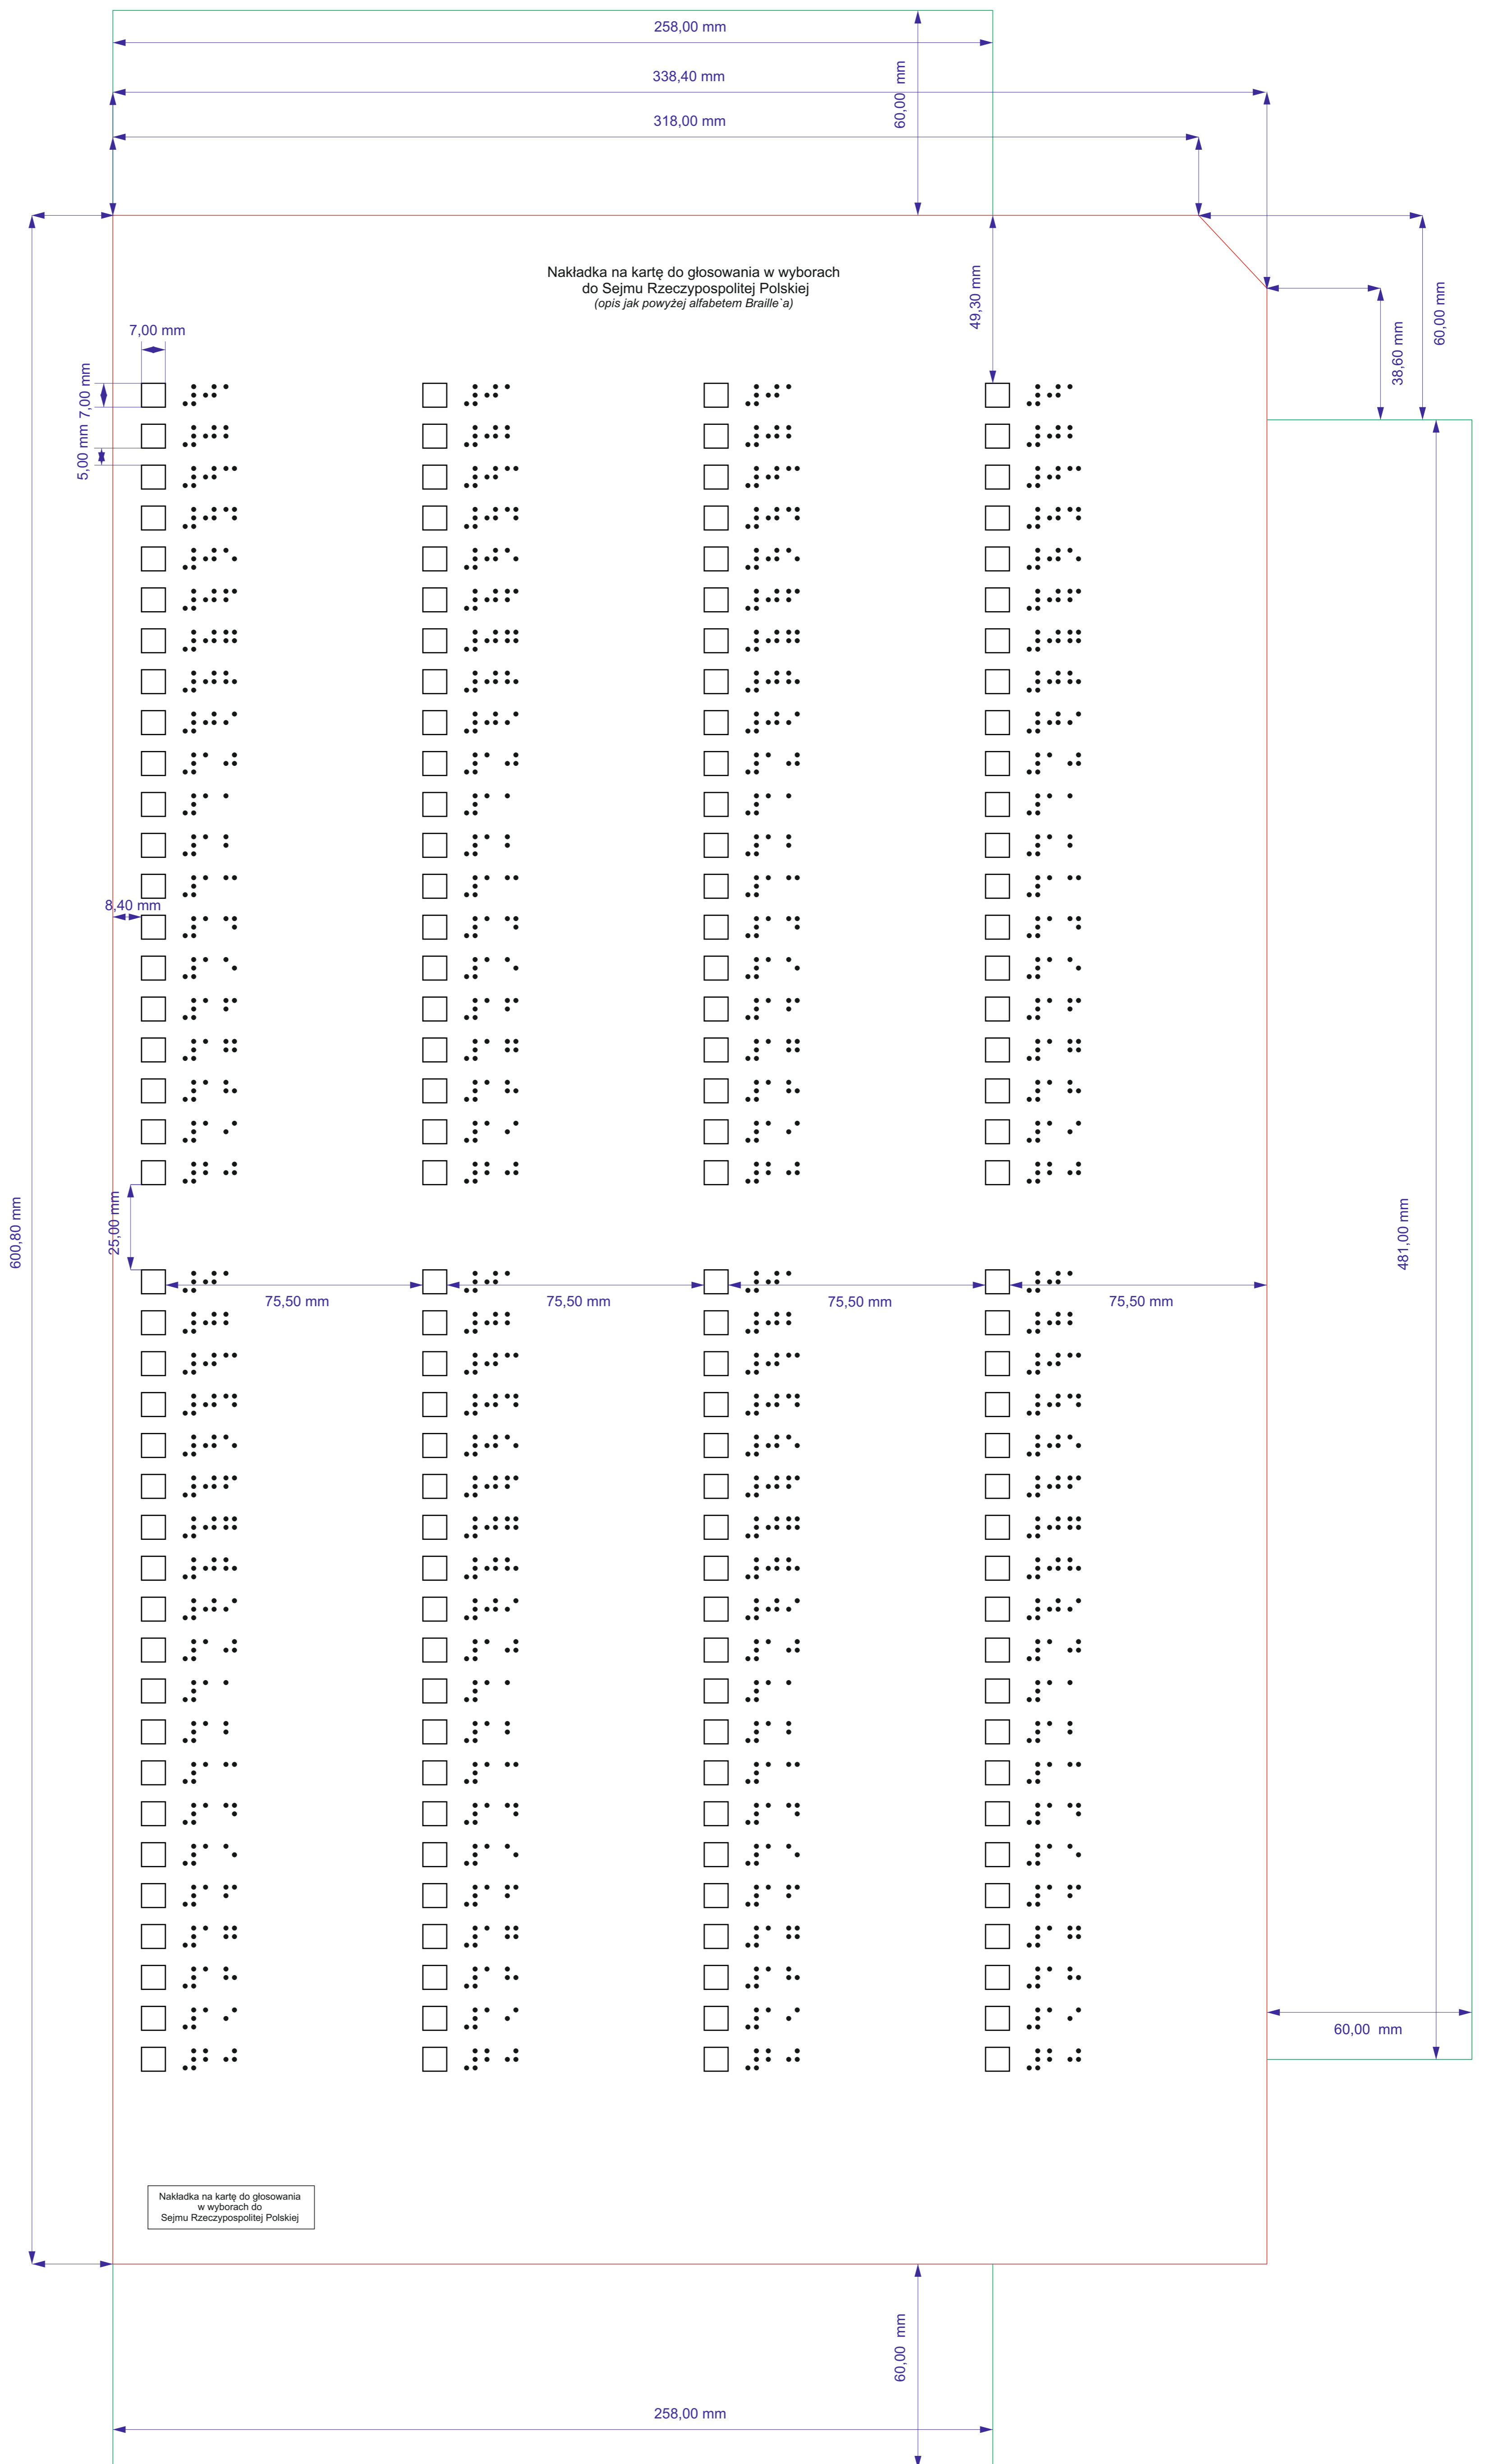 258,00 mm
60,00 mm
338,40 mm
318,00 mm
Nakładka na kartę do głosowania w wyborach
do Sejmu Rzeczypospolitej Polskiej
(opis jak powyżej alfabetem Braille`a)
49,30 mm
60,00 mm
38,60 mm
7,00 mm
7,00 mm
5,00 mm
⠼⠚⠁ ⠼⠚⠁ ⠼⠚⠁ ⠼⠚⠁
⠼⠚⠃ ⠼⠚⠃ ⠼⠚⠃ ⠼⠚⠃
⠼⠚⠉ ⠼⠚⠉ ⠼⠚⠉ ⠼⠚⠉
⠼⠚⠙ ⠼⠚⠙ ⠼⠚⠙ ⠼⠚⠙
⠼⠚⠑ ⠼⠚⠑ ⠼⠚⠑ ⠼⠚⠑
⠼⠚⠋ ⠼⠚⠋ ⠼⠚⠋ ⠼⠚⠋
⠼⠚⠛ ⠼⠚⠛ ⠼⠚⠛ ⠼⠚⠛
⠼⠚⠓ ⠼⠚⠓ ⠼⠚⠓ ⠼⠚⠓
⠼⠚⠊ ⠼⠚⠊ ⠼⠚⠊ ⠼⠚⠊
⠼⠁⠚ ⠼⠁⠚ ⠼⠁⠚ ⠼⠁⠚
⠼⠁⠁ ⠼⠁⠁ ⠼⠁⠁ ⠼⠁⠁
⠼⠁⠃ ⠼⠁⠃ ⠼⠁⠃ ⠼⠁⠃
⠼⠁⠉ ⠼⠁⠉ ⠼⠁⠉ ⠼⠁⠉
8,40 mm
⠼⠁⠙ ⠼⠁⠙ ⠼⠁⠙ ⠼⠁⠙
⠼⠁⠑ ⠼⠁⠑ ⠼⠁⠑ ⠼⠁⠑
⠼⠁⠋ ⠼⠁⠋ ⠼⠁⠋ ⠼⠁⠋
⠼⠁⠛ ⠼⠁⠛ ⠼⠁⠛ ⠼⠁⠛
⠼⠁⠓ ⠼⠁⠓ ⠼⠁⠓ ⠼⠁⠓
⠼⠁⠊ ⠼⠁⠊ ⠼⠁⠊ ⠼⠁⠊
⠼⠃⠚ ⠼⠃⠚ ⠼⠃⠚ ⠼⠃⠚
600,80 mm
25,00 mm
481,00 mm
⠼⠚⠁ ⠼⠚⠁ ⠼⠚⠁ ⠼⠚⠁
75,50 mm 75,50 mm 75,50 mm 75,50 mm
⠼⠚⠃ ⠼⠚⠃ ⠼⠚⠃ ⠼⠚⠃
⠼⠚⠉ ⠼⠚⠉ ⠼⠚⠉ ⠼⠚⠉
⠼⠚⠙ ⠼⠚⠙ ⠼⠚⠙ ⠼⠚⠙
⠼⠚⠑ ⠼⠚⠑ ⠼⠚⠑ ⠼⠚⠑
⠼⠚⠋ ⠼⠚⠋ ⠼⠚⠋ ⠼⠚⠋
⠼⠚⠛ ⠼⠚⠛ ⠼⠚⠛ ⠼⠚⠛
⠼⠚⠓ ⠼⠚⠓ ⠼⠚⠓ ⠼⠚⠓
⠼⠚⠊ ⠼⠚⠊ ⠼⠚⠊ ⠼⠚⠊
⠼⠁⠚ ⠼⠁⠚ ⠼⠁⠚ ⠼⠁⠚
⠼⠁⠁ ⠼⠁⠁ ⠼⠁⠁ ⠼⠁⠁
⠼⠁⠃ ⠼⠁⠃ ⠼⠁⠃ ⠼⠁⠃
⠼⠁⠉ ⠼⠁⠉ ⠼⠁⠉ ⠼⠁⠉
⠼⠁⠙ ⠼⠁⠙ ⠼⠁⠙ ⠼⠁⠙
⠼⠁⠑ ⠼⠁⠑ ⠼⠁⠑ ⠼⠁⠑
⠼⠁⠋ ⠼⠁⠋ ⠼⠁⠋ ⠼⠁⠋
⠼⠁⠛ ⠼⠁⠛ ⠼⠁⠛ ⠼⠁⠛
⠼⠁⠓ ⠼⠁⠓ ⠼⠁⠓ ⠼⠁⠓
⠼⠁⠊ ⠼⠁⠊ ⠼⠁⠊ ⠼⠁⠊
60,00 mm
⠼⠃⠚ ⠼⠃⠚ ⠼⠃⠚ ⠼⠃⠚
Nakładka na kartę do głosowania
w wyborach do
Sejmu Rzeczypospolitej Polskiej
60,00 mm
258,00 mm